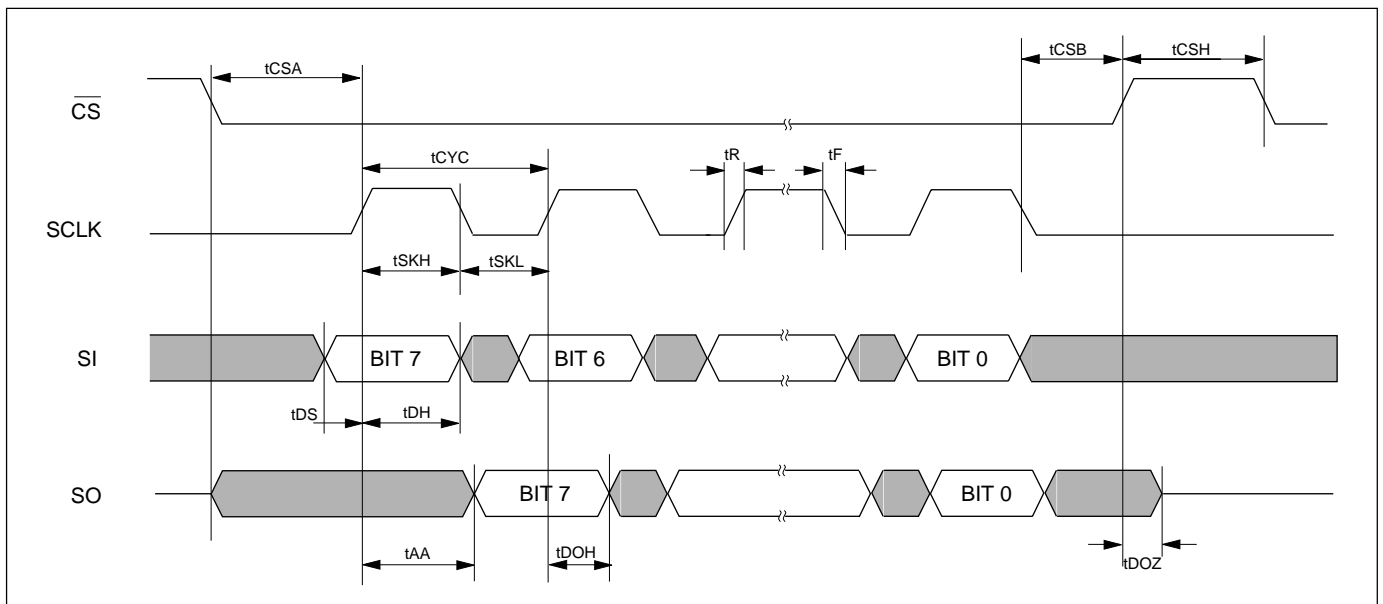 tCSB
tCSH
tCSA
CS
tCYC
tR
tF
SCLK
tSKH
tSKL
SI
BIT 7
BIT 6
BIT 0
tDS
tDH
SO
BIT 7
BIT 0
tAA
tDOH
tDOZ